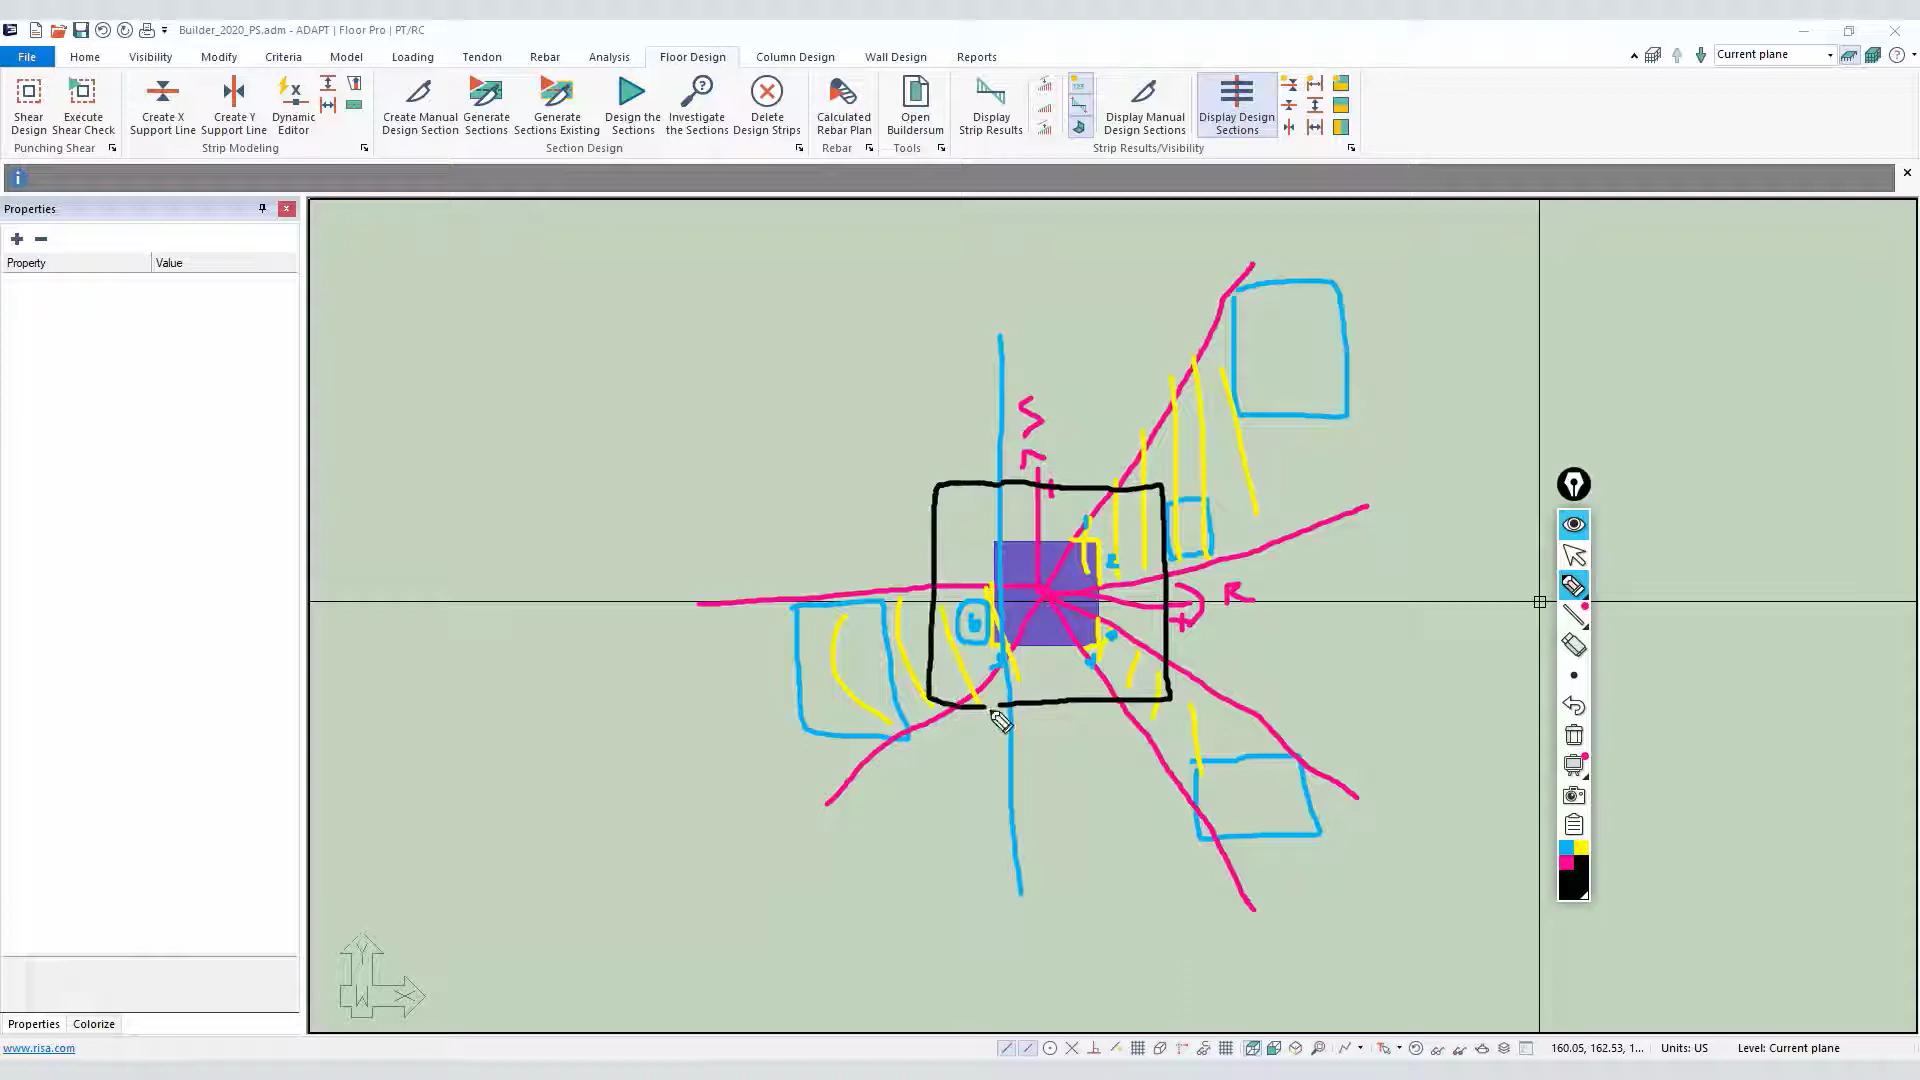 Builder_2020_PS.adm - ADAPT | Floor Pro | PT/RC
File Home Visibility Modify Criteria Model Loading Tendon Rebar Analysis Floor Design Column Design Wall Design Reports
Current plane
Shear Design
Execute Shear Check
Create X Support Line
Create Y Support Line
Dynamic Editor
Create Manual Design Section
Generate Sections
Generate Sections Existing
Design the Sections
Investigate the Sections
Delete Design Strips
Calculated Rebar Plan
Open Buildersum
Display Strip Results
Display Manual Design Sections
Display Design Sections
Punching Shear
Strip Modeling
Section Design
Rebar
Tools
Strip Results/Visibility
Properties
Property Value
S
R
6
Y
W X
Properties Colorize
www.risa.com
160.05, 162.53, 1...
Units: US
Level: Current plane